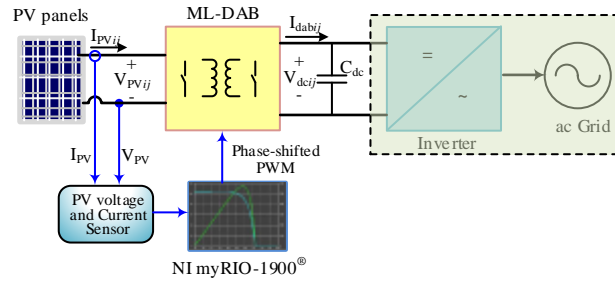 PV panels
I_PVij
ML-DAB
I_dabij
+
V_PVij
-
+
V_dcij
-
C_dc
=
~
Inverter
ac Grid
I_PV
V_PV
Phase-shifted
PWM
PV voltage
and Current
Sensor
NI myRIO-1900®